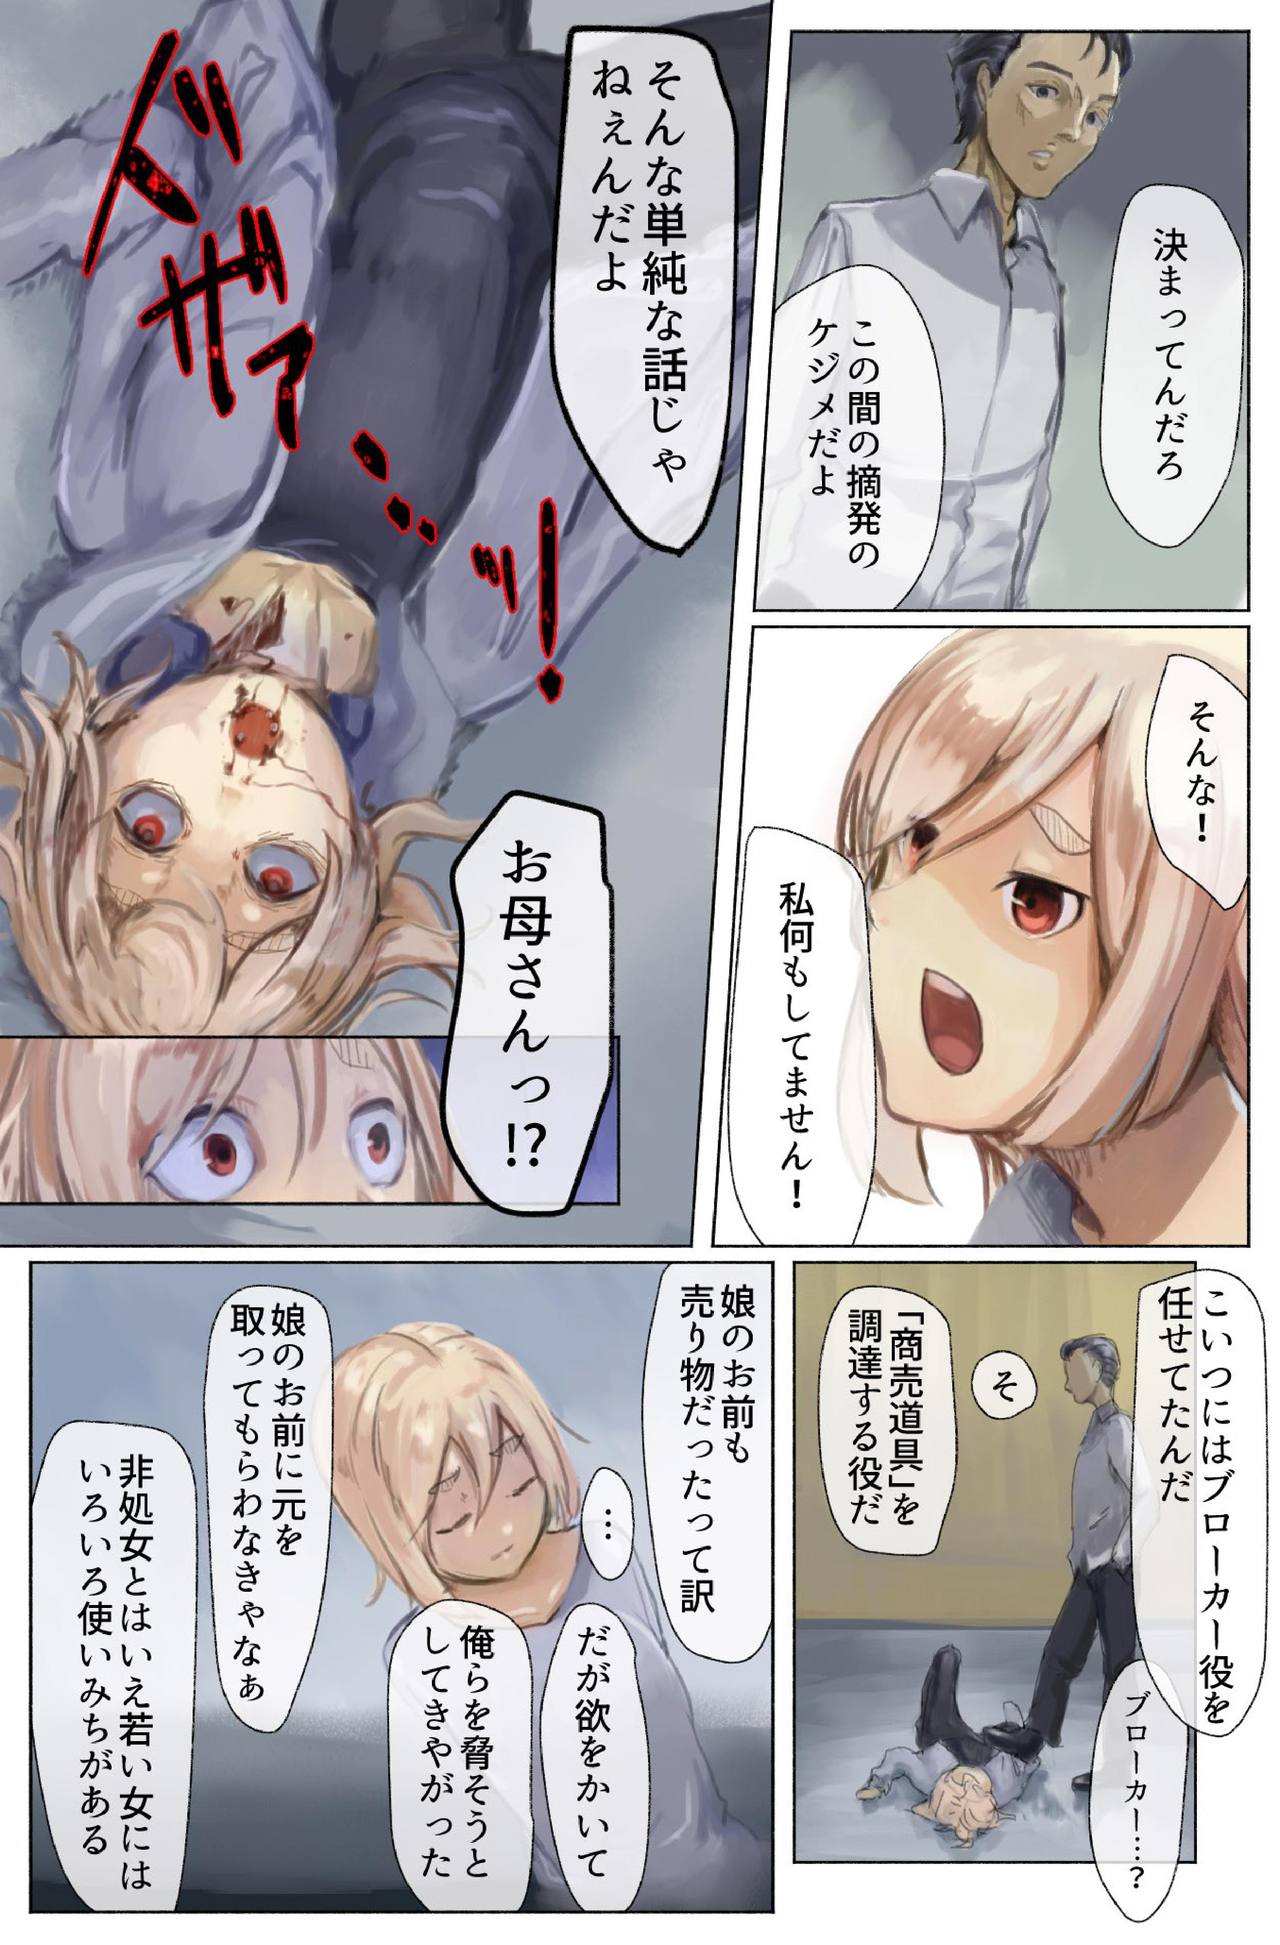 決まってんだろ
この間の摘発の
ケジメだよ
そんな!
私何もしてません!
そんな単純な話じゃ
ねぇんだよ
ドザァ…ッ!
お母さんっ!?
こいつにはブローカー役を
任せてたんだ
ブローカー…?
そ
「商売道具」を
調達する役だ
娘のお前も
売り物だったって訳
…
だが欲をかいて
俺らを脅そうと
してきやがった
娘のお前に元を
取ってもらわなきゃなぁ
非処女とはいえ若い女には
いろいろ使いみちがある